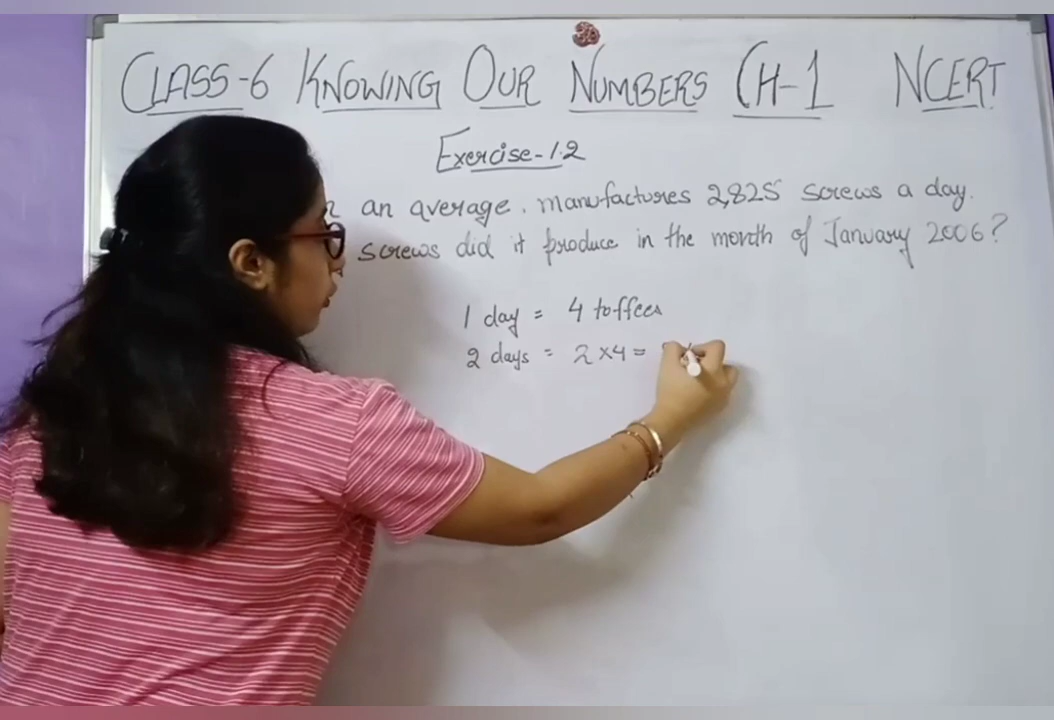 CLASS-6 KNOWING OUR NUMBERS CH-1 NCERT
Exercise-1.2
an average, manufactures 2,825 screws a day.
screws did it produce in the month of January 2006?
1 day = 4 toffees
2 days = 2 x 4 =